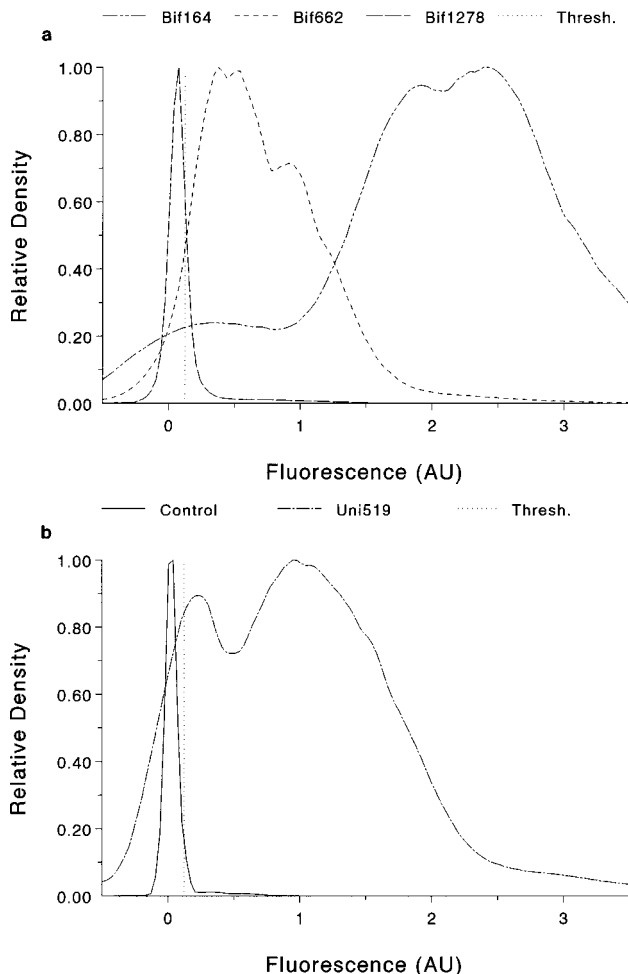 Bif164 Bif662 Bif1278 Thresh.
a
1.00
0.80
0.60
0.40
0.20
0.00
Relative Density
0 1 2 3
Fluorescence (AU)
Control Uni519 Thresh.
b
1.00
0.80
0.60
0.40
0.20
0.00
Relative Density
0 1 2 3
Fluorescence (AU)